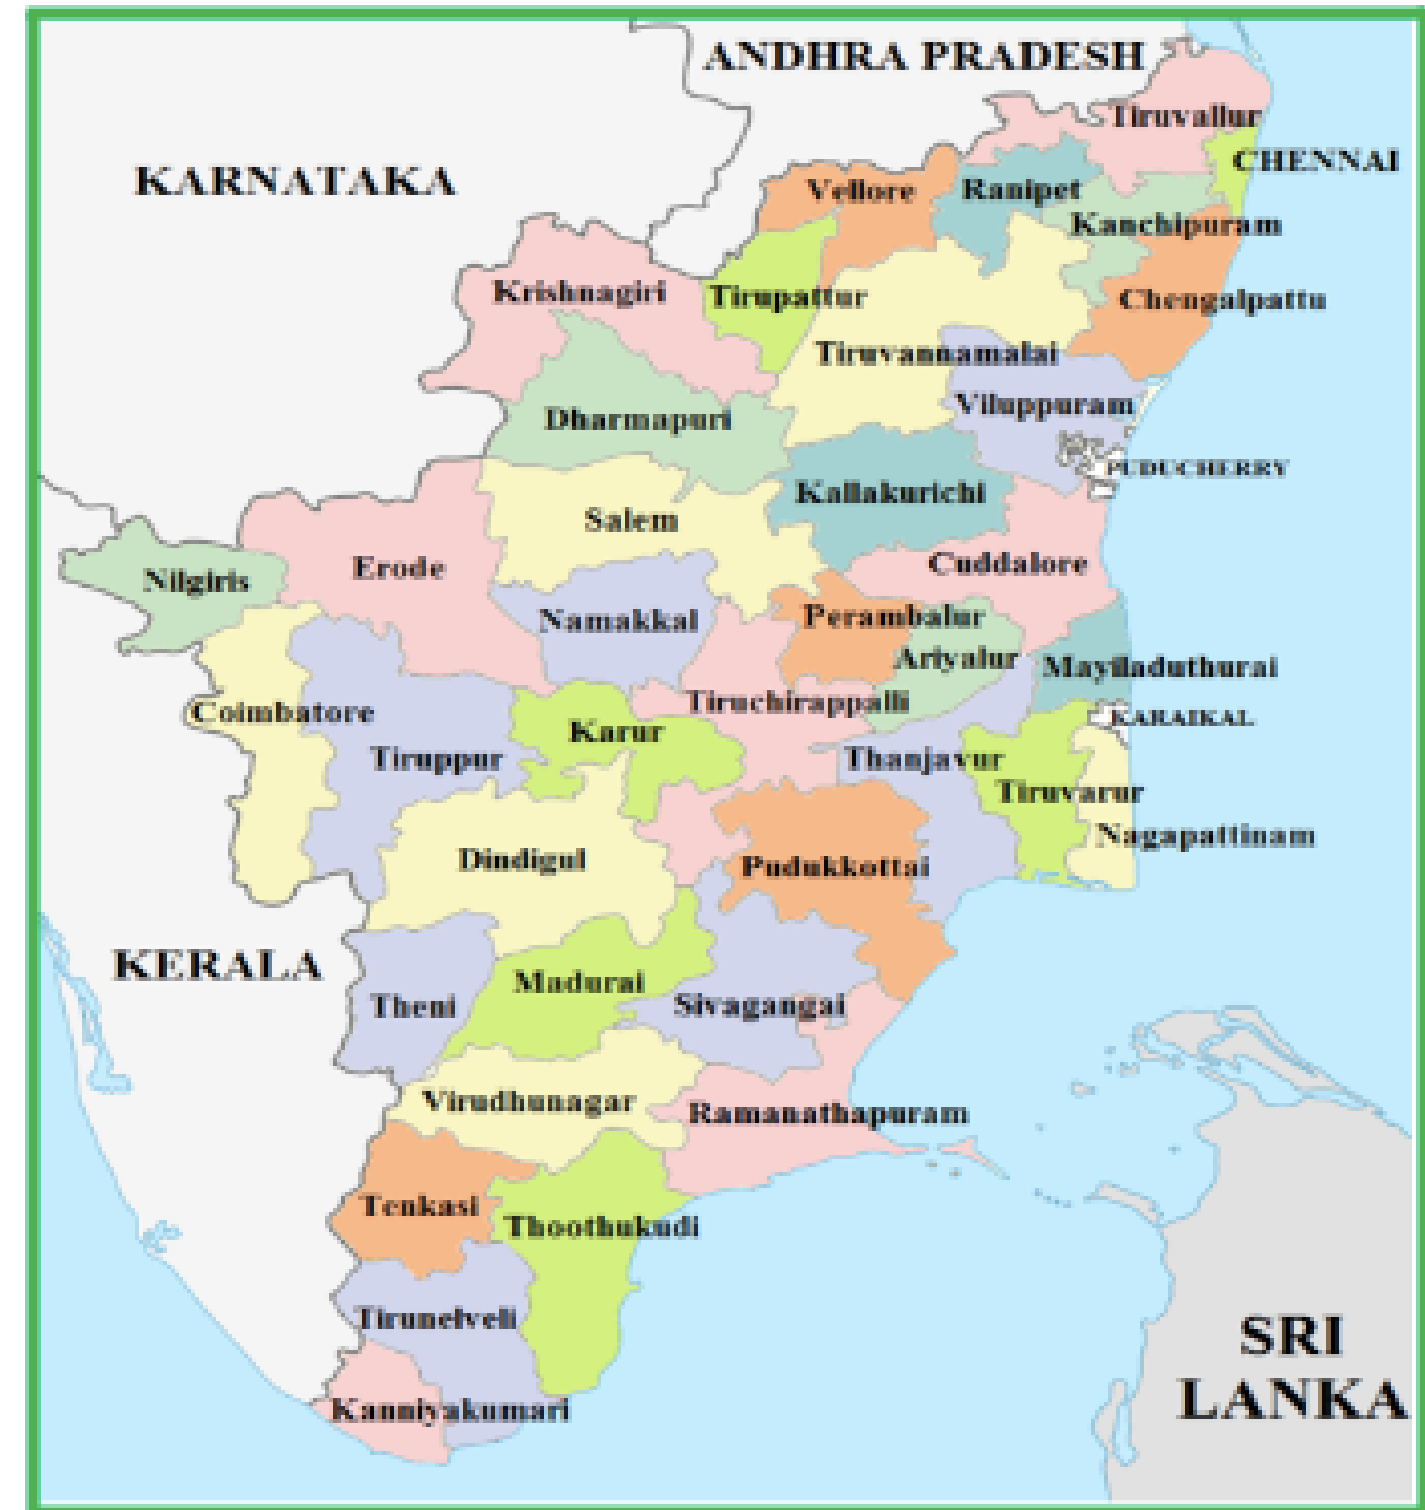 ANDHRA PRADESH
Tiruvallur
CHENNAI
KARNATAKA
Vellore
Ranipet
Kanchipuram
Krishnagiri
Tirupattur
Chengalpattu
Tiruvannamalai
Viluppuram
Dharmapuri
PUDUCHERRY
Kallakurichi
Salem
Cuddalore
Erode
Nilgiris
Namakkal
Perambalur
Ariyalur
Mayiladuthurai
Tiruchirappalli
Coimbatore
KARAIKAL
Karur
Tiruppur
Thanjavur
Tiruvarur
Nagapattinam
Dindigul
Pudukkottai
KERALA
Madurai
Theni
Sivagangai
Virudhunagar
Ramanathapuram
Tenkasi
Thoothukudi
Tirunelveli
SRI
LANKA
Kanniyakumari